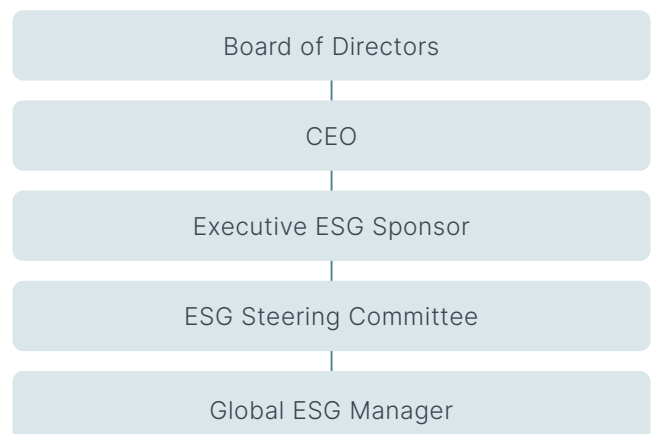 Board of Directors
CEO
Executive ESG Sponsor
ESG Steering Committee
Global ESG Manager